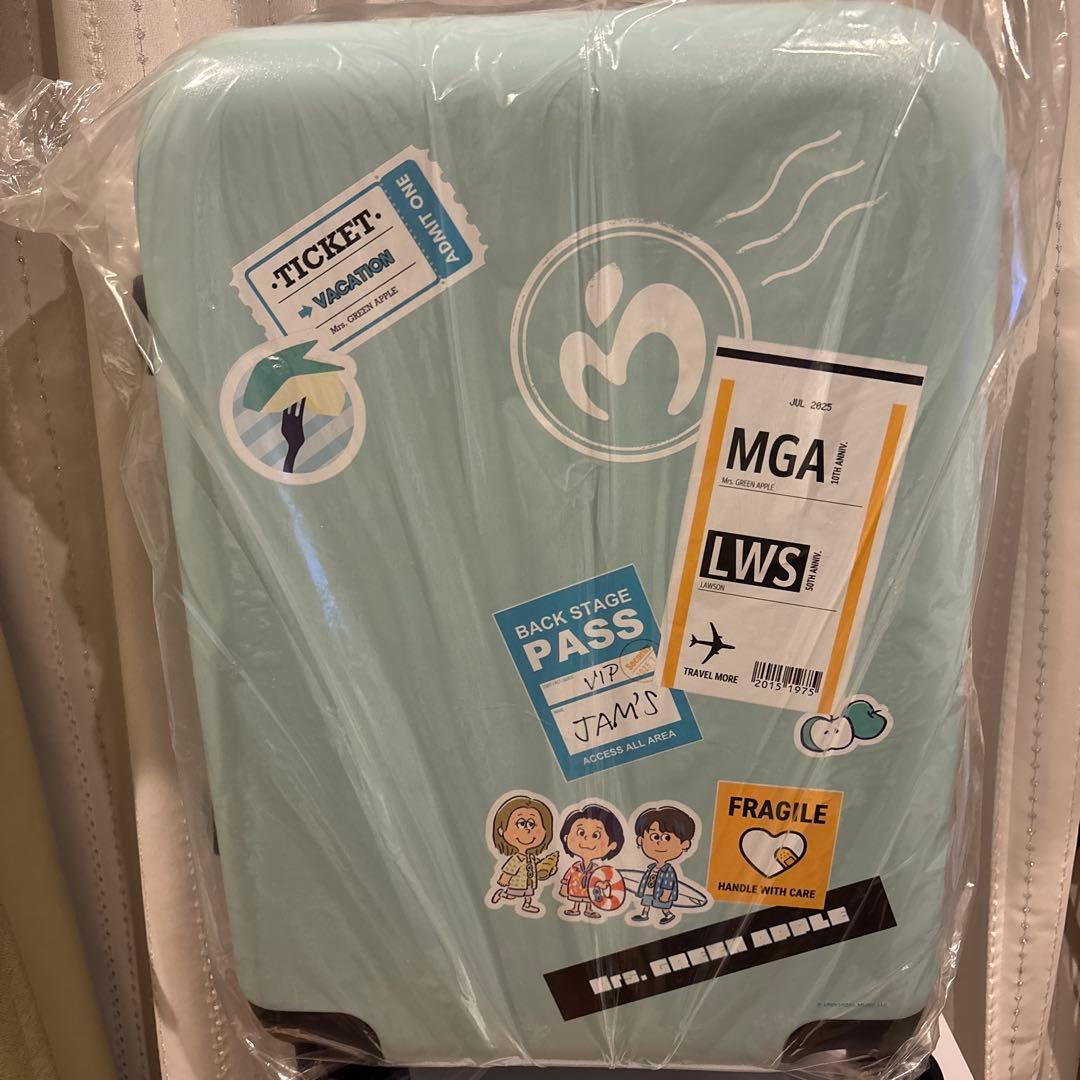 ·TICKET·
ADMIT ONE
VACATION
Mrs. GREEN APPLE
JUL 2025
MGA
10TH ANNIV.
Mrs. GREEN APPLE
LWS
50TH ANNIV.
LAWSON
TRAVEL MORE
2015 1975
BACK STAGE
PASS
VIP
JAM'S
ACCESS ALL AREA
FRAGILE
HANDLE WITH CARE
Mrs. GREEN APPLE